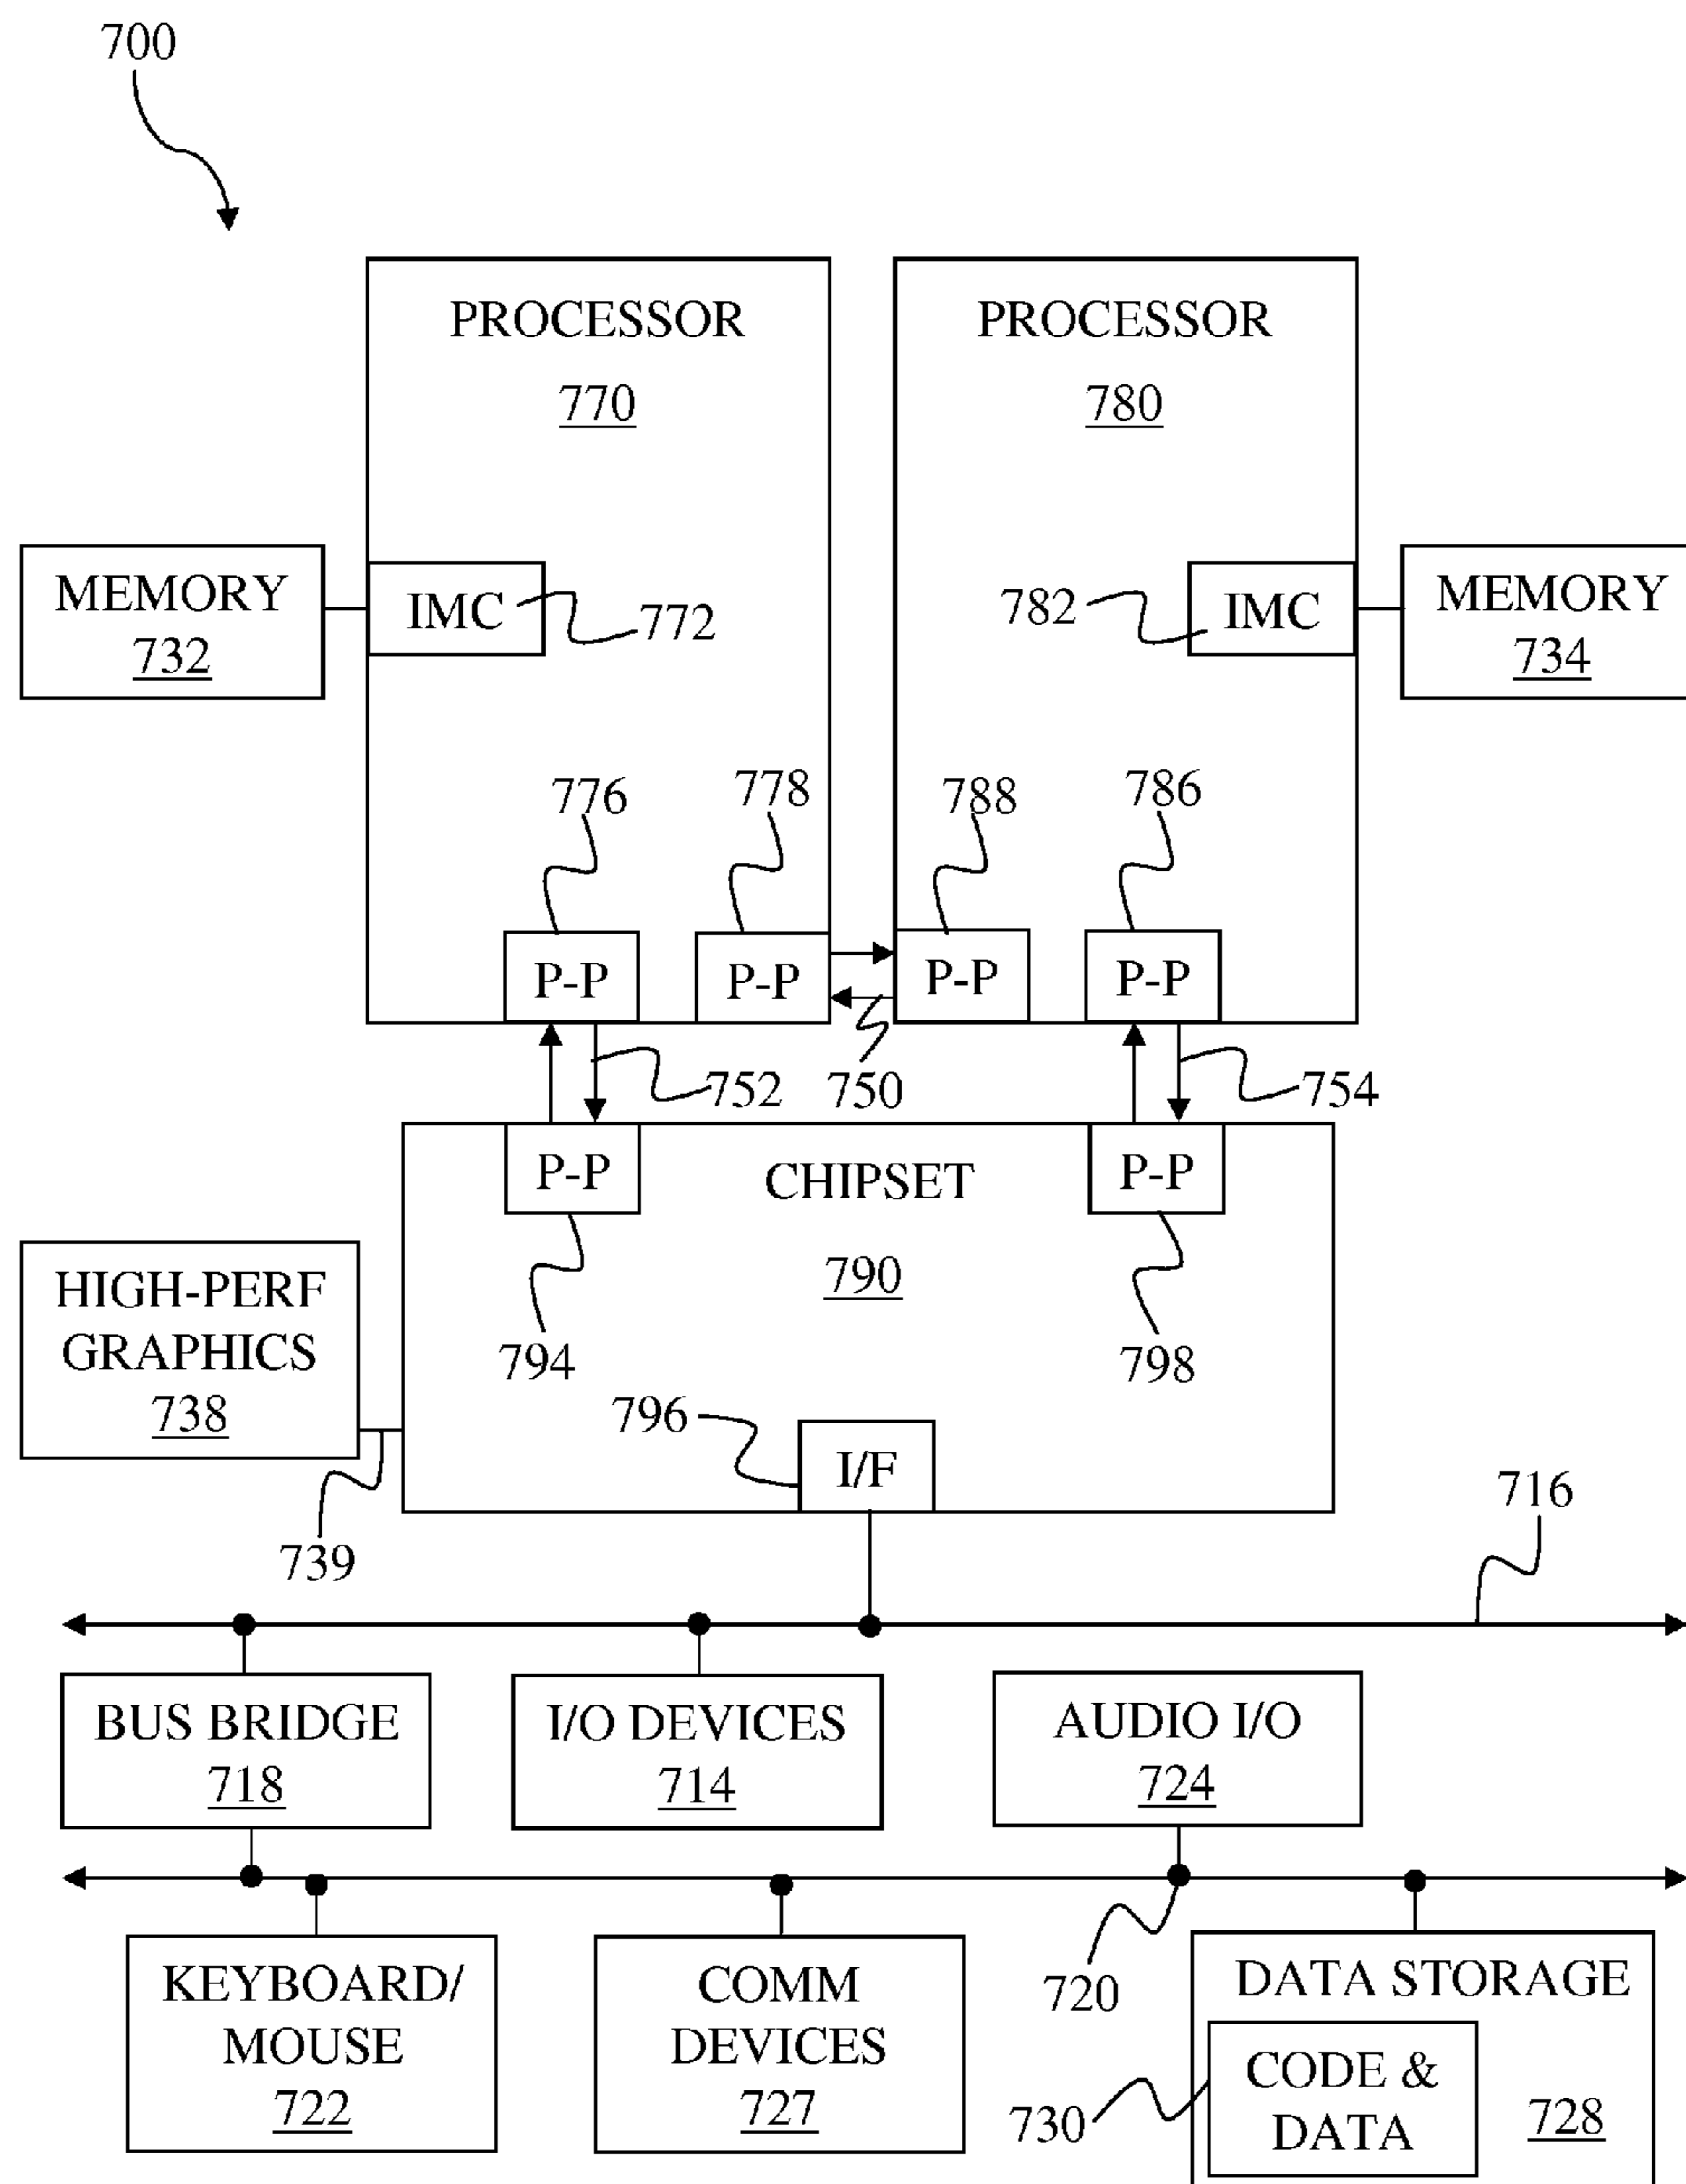 700
PROCESSOR
770
PROCESSOR
780
MEMORY
732
IMC
772
782
IMC
MEMORY
734
776
778
788
786
P-P
P-P
P-P
P-P
752
750
754
P-P
CHIPSET
P-P
790
HIGH-PERF
GRAPHICS
738
794
798
796
I/F
739
716
BUS BRIDGE
718
I/O DEVICES
714
AUDIO I/O
724
KEYBOARD/
MOUSE
722
COMM
DEVICES
727
720
DATA STORAGE
CODE &
DATA
730
728